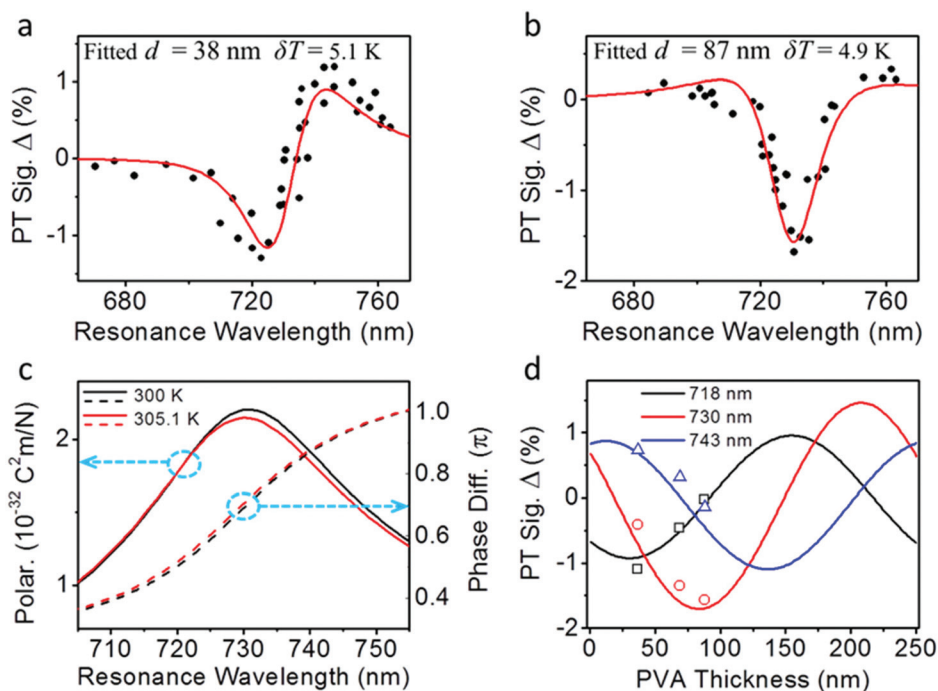 a
Fitted d = 38 nm δT = 5.1 K
PT Sig. Δ (%)
1
0
-1
680
720
760
Resonance Wavelength (nm)
b
Fitted d = 87 nm δT = 4.9 K
PT Sig. Δ (%)
0
-1
-2
680
720
760
Resonance Wavelength (nm)
c
300 K
305.1 K
Polar. (10⁻³² C²m/N)
2
1
Phase Diff. (π)
1.0
0.8
0.6
0.4
710 720 730 740 750
Resonance Wavelength (nm)
d
718 nm
730 nm
743 nm
PT Sig. Δ (%)
2
1
0
-1
-2
0 50 100 150 200 250
PVA Thickness (nm)